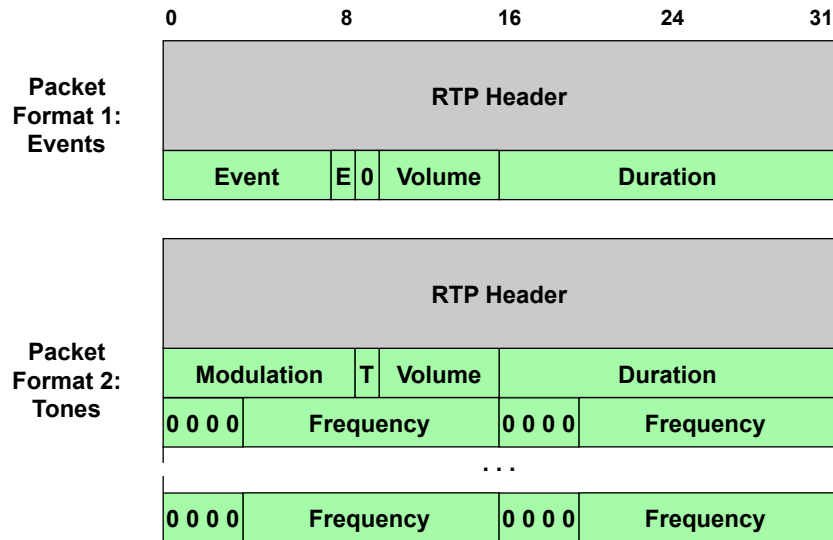 0 8 16 24 31
Packet
Format 1:
Events
RTP Header
Event E 0 Volume Duration
Packet
Format 2:
Tones
RTP Header
Modulation T Volume Duration
0 0 0 0 Frequency 0 0 0 0 Frequency
. . .
0 0 0 0 Frequency 0 0 0 0 Frequency